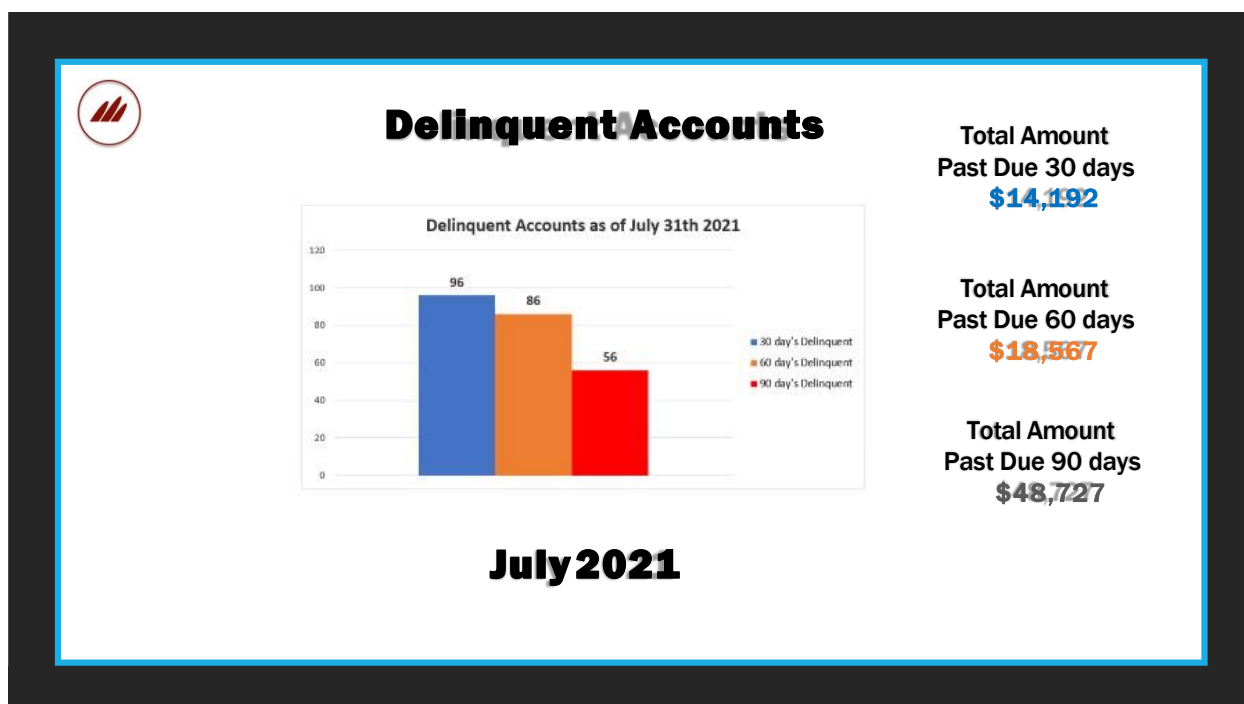 Delinquent Accounts
Total Amount
Past Due 30 days
$14,192
Delinquent Accounts as of July 31th 2021
120
100
80
60
40
20
0
96
86
56
30 day's Delinquent
60 day's Delinquent
90 day's Delinquent
Total Amount
Past Due 60 days
$18,567
Total Amount
Past Due 90 days
$48,727
July 2021